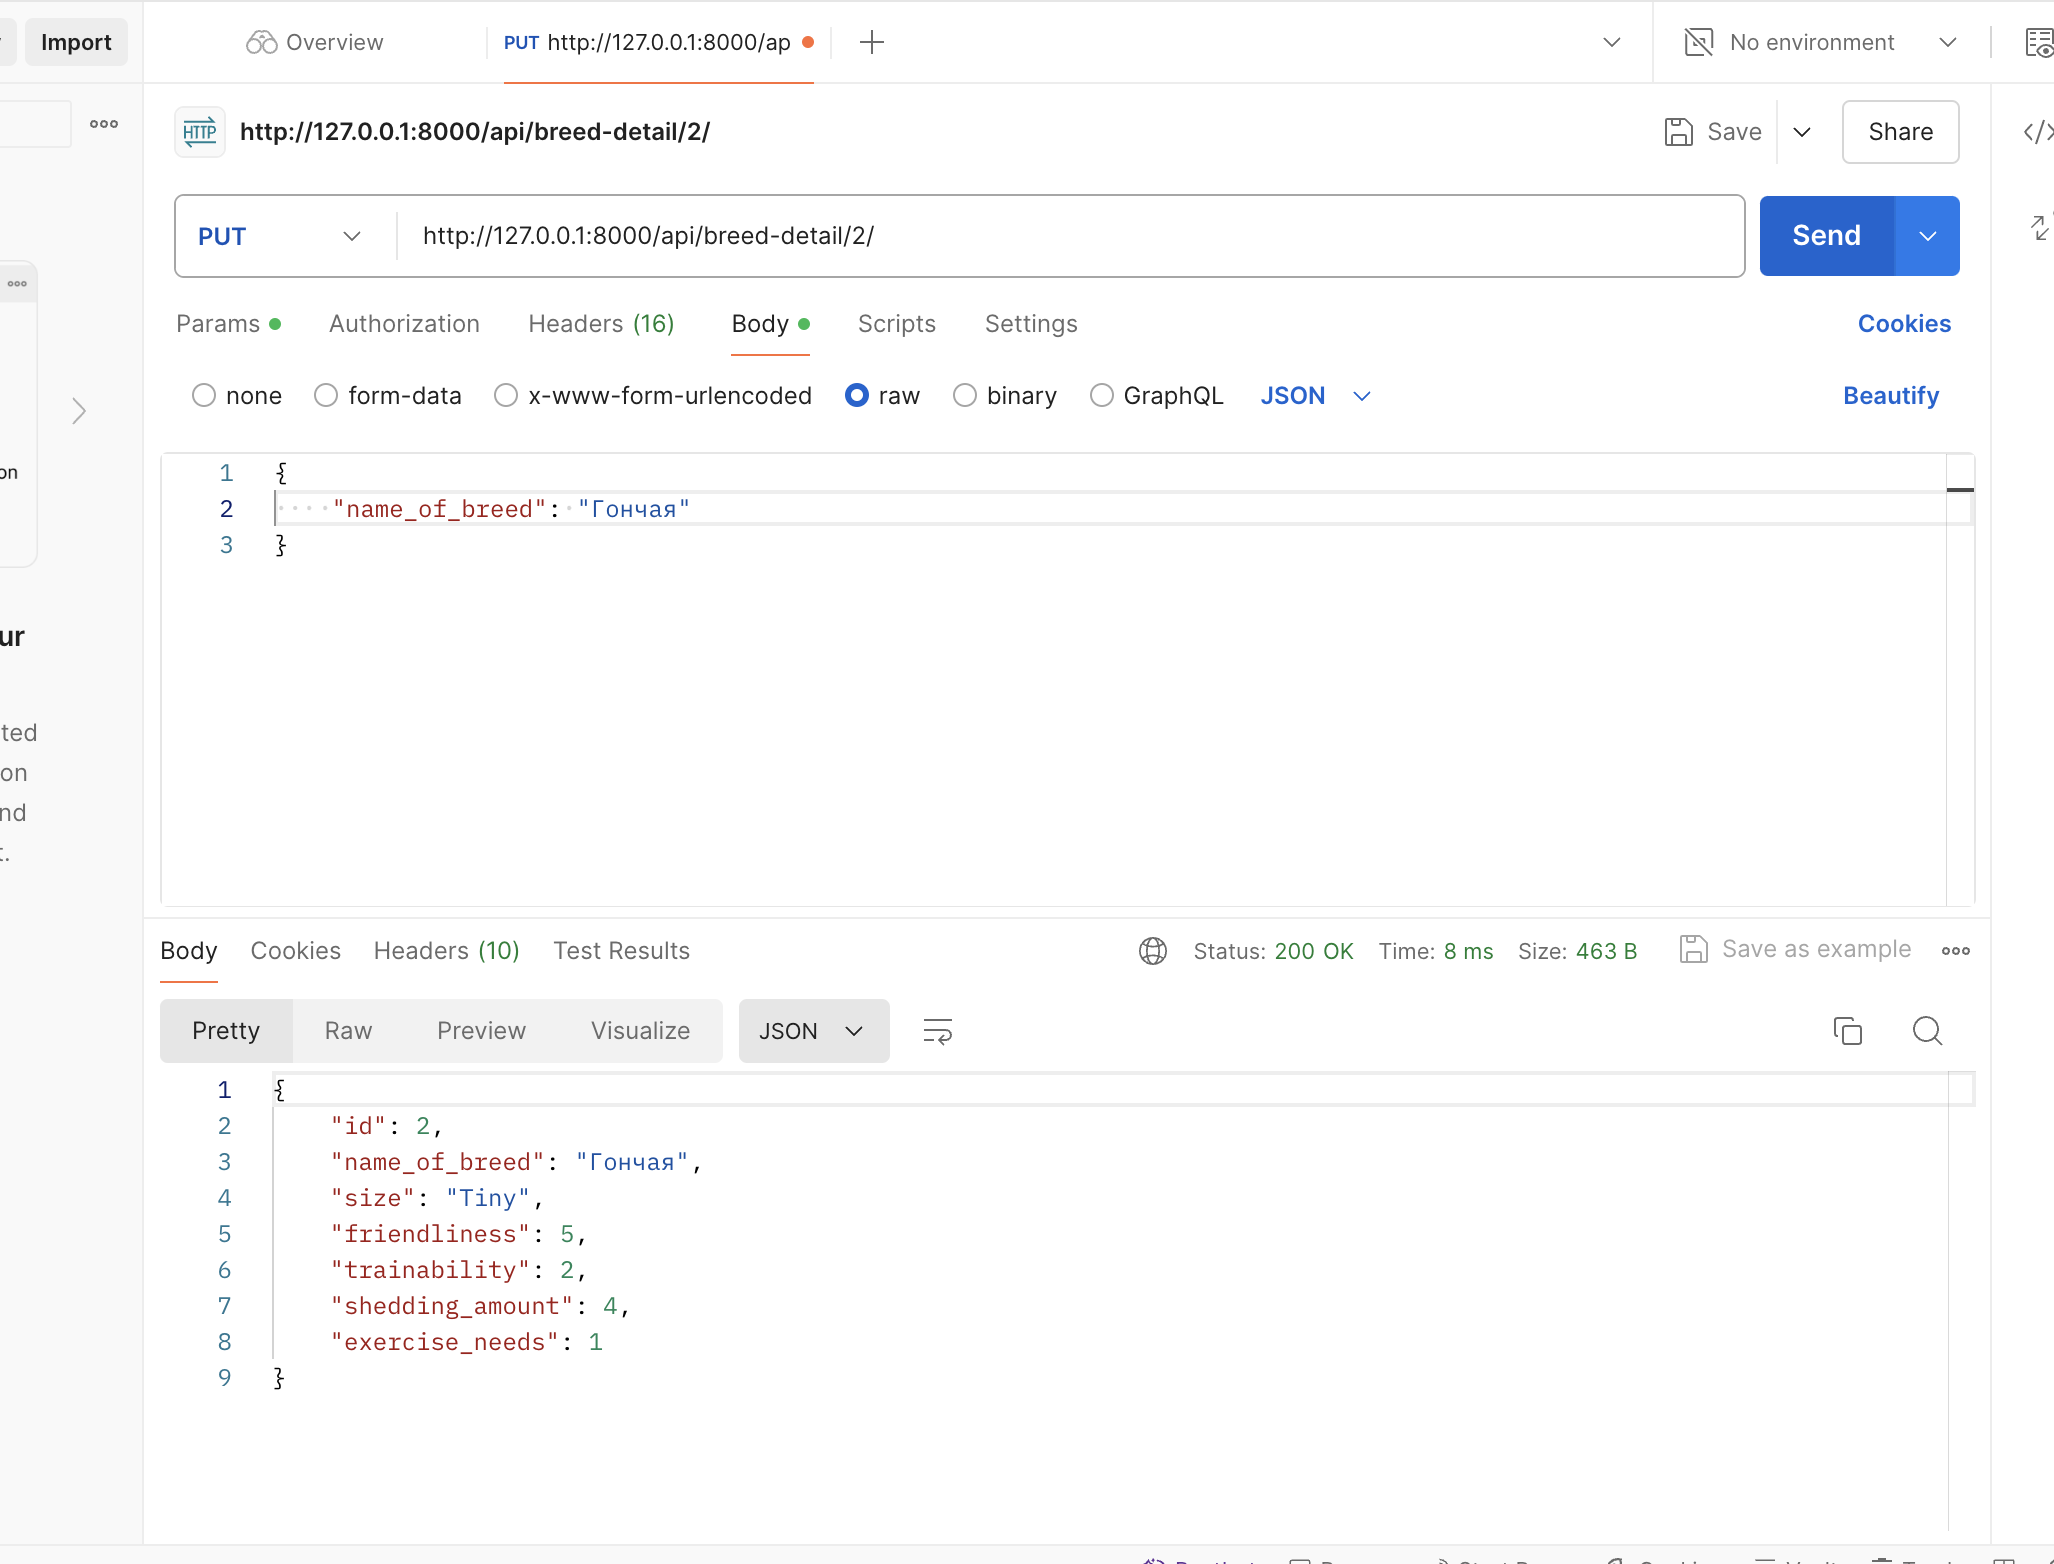 Import
Overview
PUT http://127.0.0.1:8000/ap
No environment
HTTP http://127.0.0.1:8000/api/breed-detail/2/
Save
Share
PUT
http://127.0.0.1:8000/api/breed-detail/2/
Send
Params
Authorization
Headers (16)
Body
Scripts
Settings
Cookies
none
form-data
x-www-form-urlencoded
raw
binary
GraphQL
JSON
Beautify
1 {
2 "name_of_breed": "Гончая"
3 }
on
ur
ted
on
nd
t.
Body
Cookies
Headers (10)
Test Results
Status: 200 OK
Time: 8 ms
Size: 463 B
Save as example
Pretty
Raw
Preview
Visualize
JSON
1 {
2 "id": 2,
3 "name_of_breed": "Гончая",
4 "size": "Tiny",
5 "friendliness": 5,
6 "trainability": 2,
7 "shedding_amount": 4,
8 "exercise_needs": 1
9 }